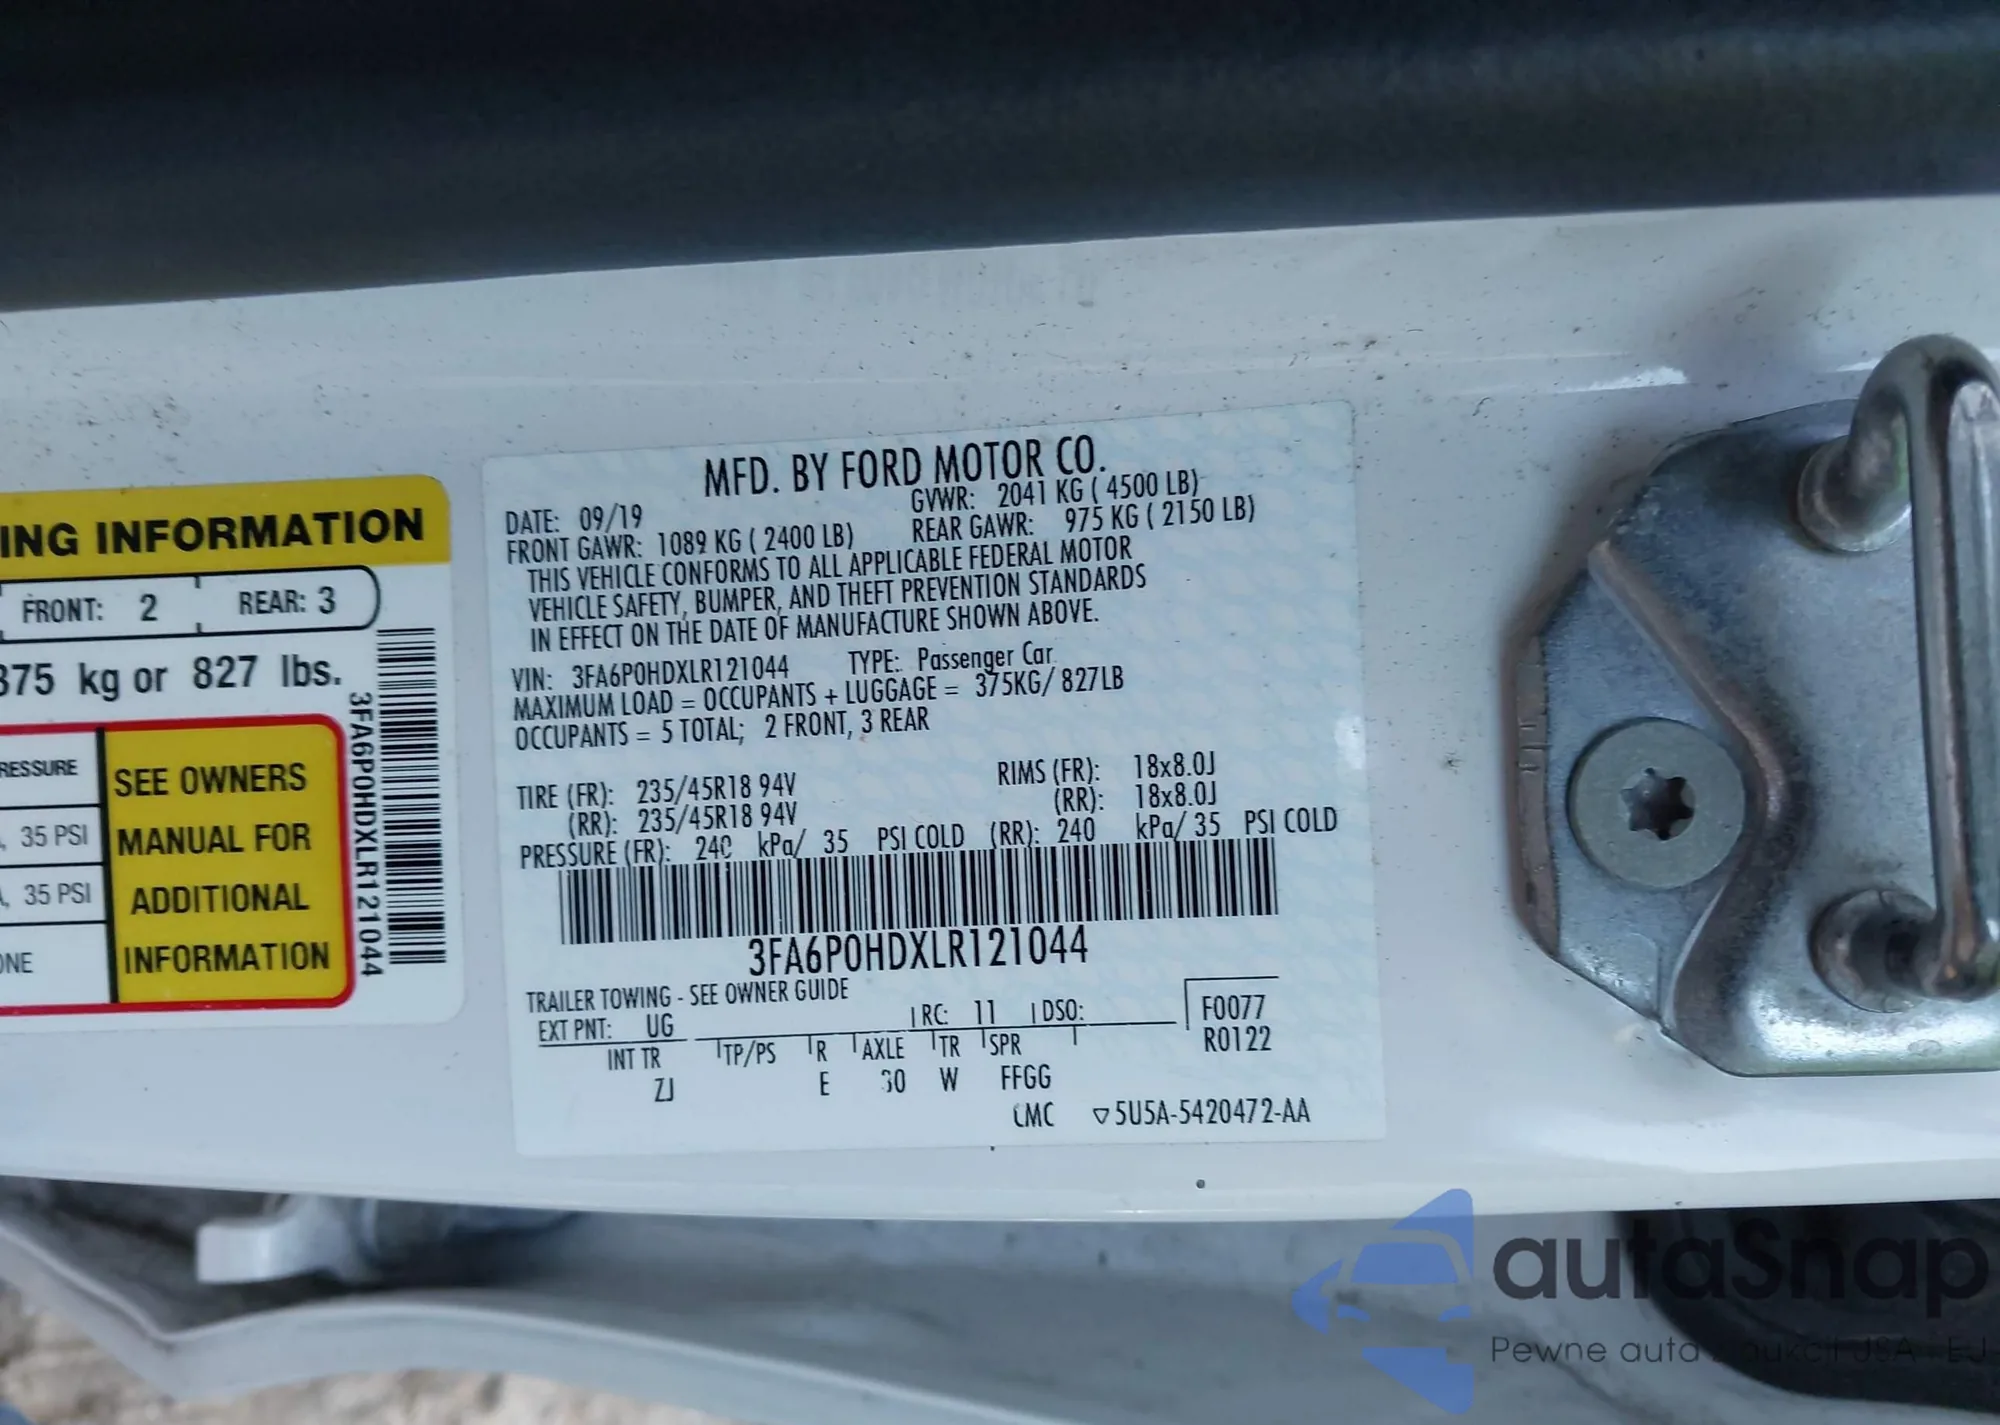 ING INFORMATION
FRONT: 2 REAR: 3
375 kg or 827 lbs.
RESSURE
35 PSI
35 PSI
SEE OWNERS
MANUAL FOR
ADDITIONAL
INFORMATION
3FA6P0HDXLR121044
MFD. BY FORD MOTOR CO.
DATE: 09/19 GVWR: 2041 KG ( 4500 LB)
FRONT GAWR: 1089 KG ( 2400 LB) REAR GAWR: 975 KG ( 2150 LB)
THIS VEHICLE CONFORMS TO ALL APPLICABLE FEDERAL MOTOR
VEHICLE SAFETY, BUMPER, AND THEFT PREVENTION STANDARDS
IN EFFECT ON THE DATE OF MANUFACTURE SHOWN ABOVE.
VIN: 3FA6P0HDXLR121044 TYPE: Passenger Car
MAXIMUM LOAD = OCCUPANTS + LUGGAGE = 375KG/ 827LB
OCCUPANTS = 5 TOTAL; 2 FRONT, 3 REAR
TIRE (FR): 235/45R18 94V RIMS (FR): 18x8.0J
(RR): 235/45R18 94V (RR): 18x8.0J
PRESSURE (FR): 240 kPa/ 35 PSI COLD (RR): 240 kPa/ 35 PSI COLD
3FA6P0HDXLR121044
TRAILER TOWING - SEE OWNER GUIDE
EXT PNT: UG RC: 11 DSO: F0077
R0122
INT TR TP/PS R AXLE TR SPR
ZJ E 30 W FFGG
CMC ▽5U5A-5420472-AA
autaSnap
Pewne auta